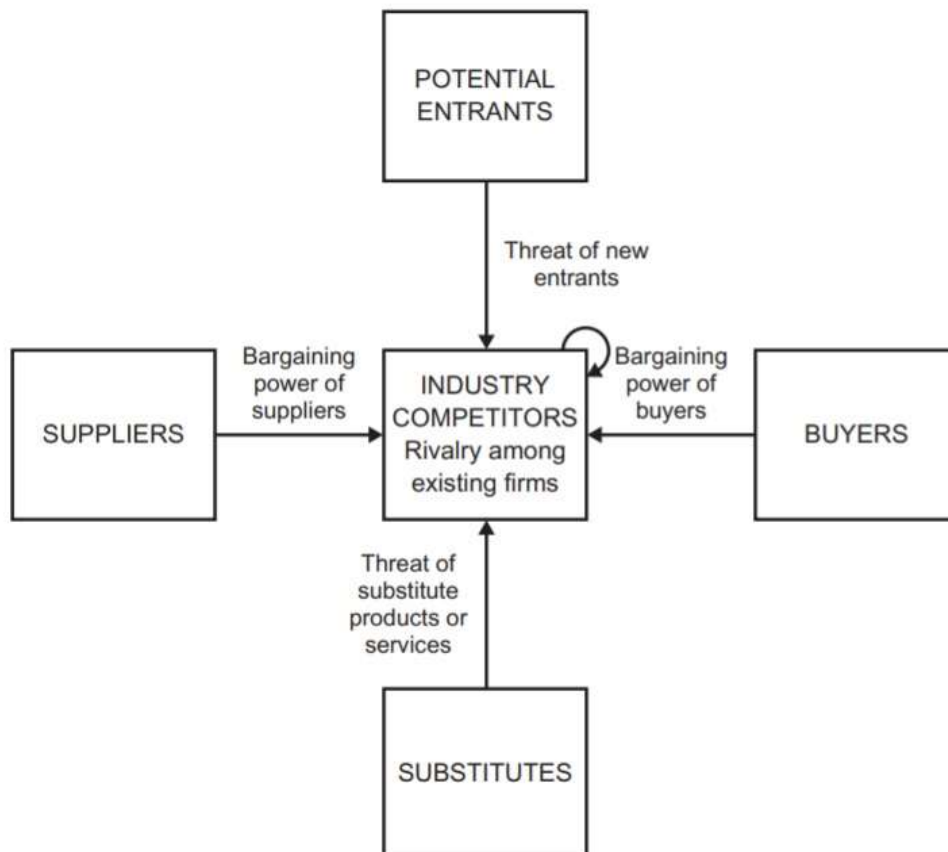 POTENTIAL
ENTRANTS
Threat of new
entrants
Bargaining
power of
suppliers
Bargaining
power of
buyers
SUPPLIERS
INDUSTRY
COMPETITORS
Rivalry among
existing firms
BUYERS
Threat of
substitute
products or
services
SUBSTITUTES